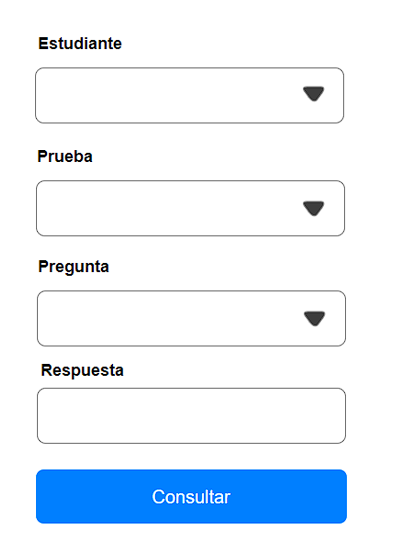 Estudiante
Prueba
Pregunta
Respuesta
Consultar